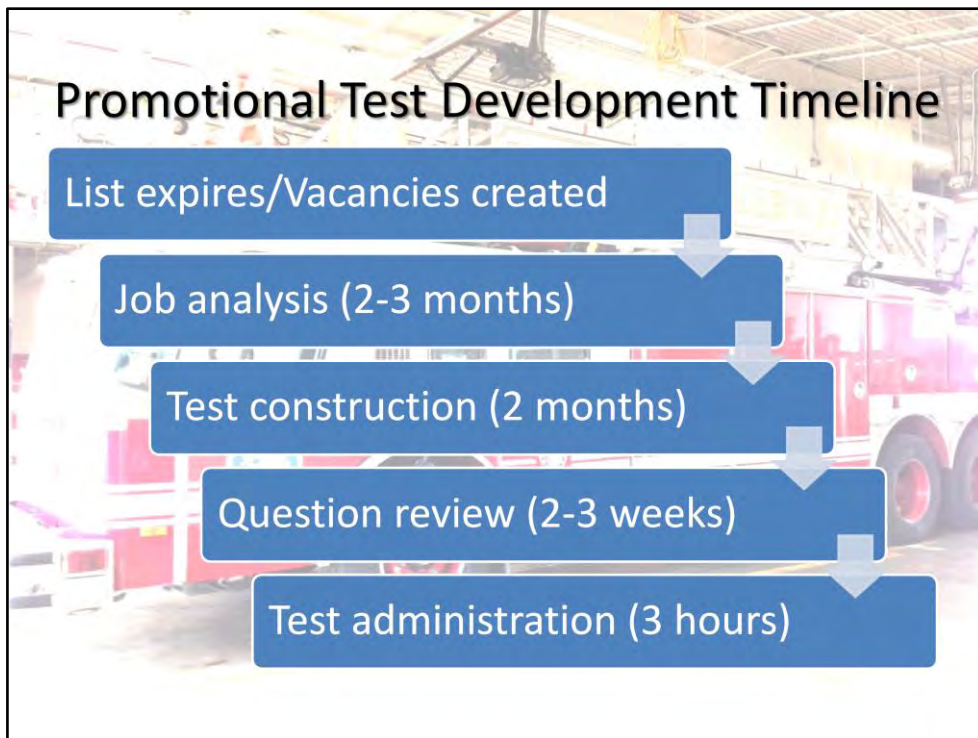 Promotional Test Development Timeline
List expires/Vacancies created
Job analysis (2-3 months)
Test construction (2 months)
Question review (2-3 weeks)
Test administration (3 hours)